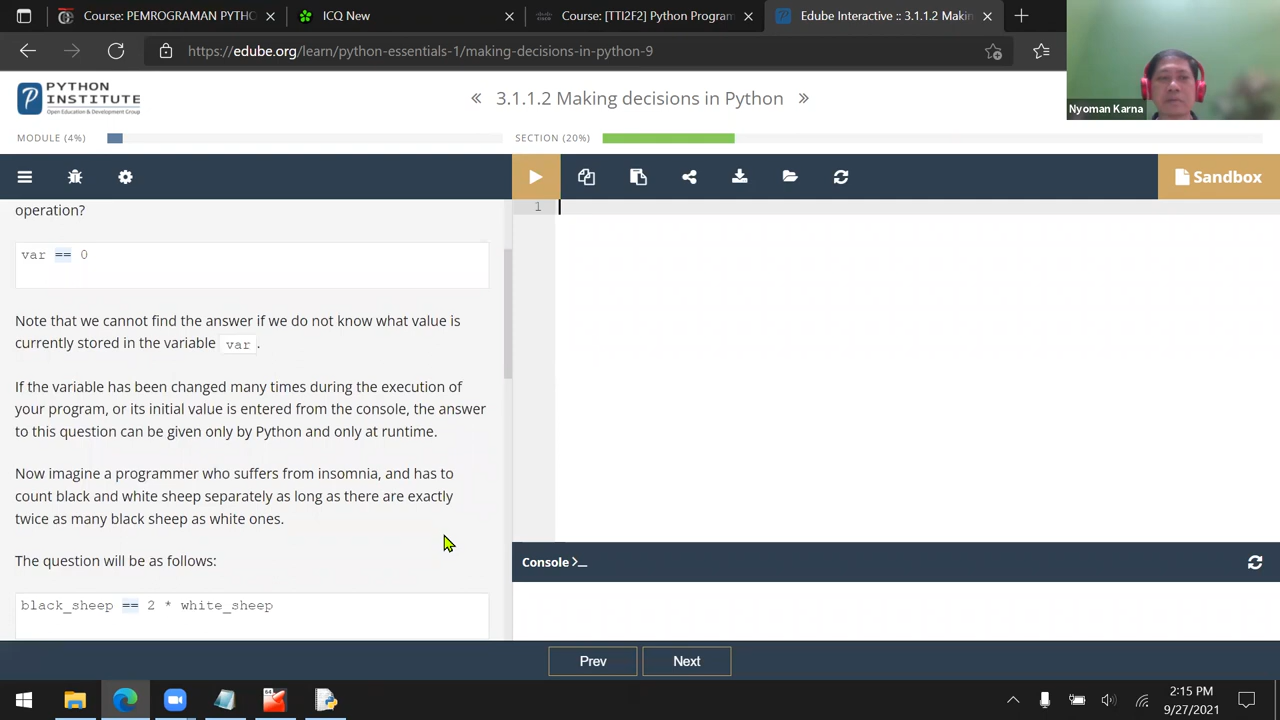 Course: PEMROGRAMAN PYTHO
ICQ New
Course: [TTI2F2] Python Program
Edube Interactive :: 3.1.1.2 Makin
https://edube.org/learn/python-essentials-1/making-decisions-in-python-9
Nyoman Karna
PYTHON
INSTITUTE
Open Education & Development Group
« 3.1.1.2 Making decisions in Python »
MODULE (4%)
SECTION (20%)
Sandbox
operation?
var == 0
Note that we cannot find the answer if we do not know what value is
currently stored in the variable var .
If the variable has been changed many times during the execution of
your program, or its initial value is entered from the console, the answer
to this question can be given only by Python and only at runtime.
Now imagine a programmer who suffers from insomnia, and has to
count black and white sheep separately as long as there are exactly
twice as many black sheep as white ones.
The question will be as follows:
black_sheep == 2 * white_sheep
1
Console >_
Prev
Next
64
2:15 PM
9/27/2021